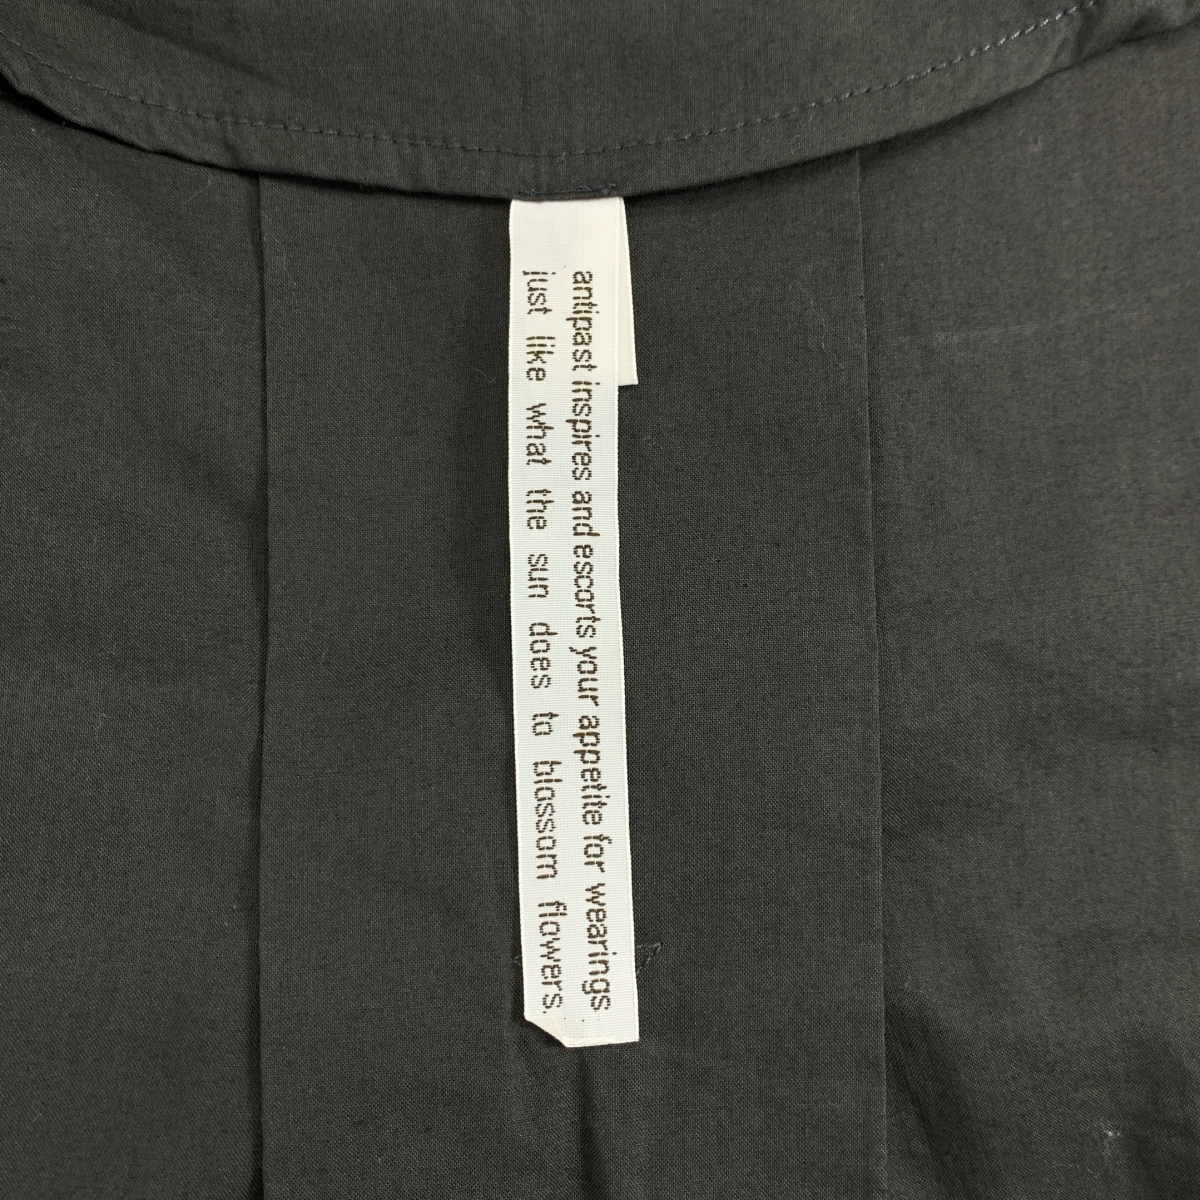 antipast inspires and escorts your appetite for wearings
just like what the sun does to blossom flowers.